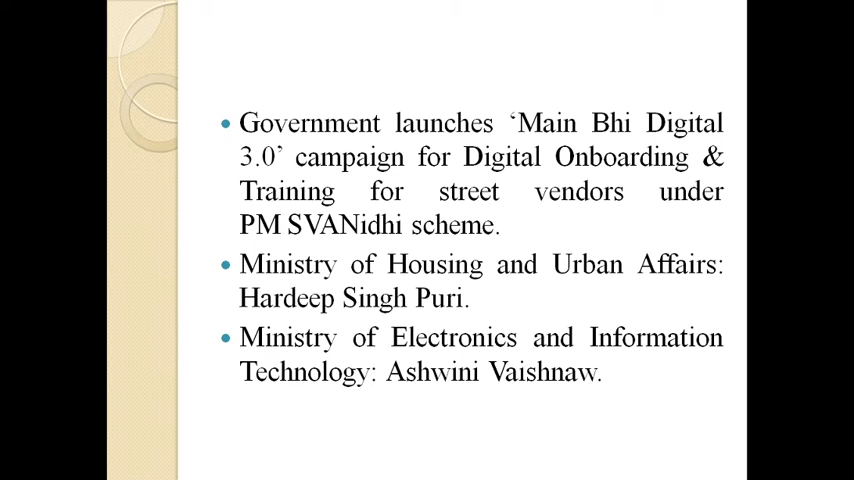 Government launches ‘Main Bhi Digital
3.0’ campaign for Digital Onboarding &
Training for street vendors under
PM SVANidhi scheme.
Ministry of Housing and Urban Affairs:
Hardeep Singh Puri.
Ministry of Electronics and Information
Technology: Ashwini Vaishnaw.